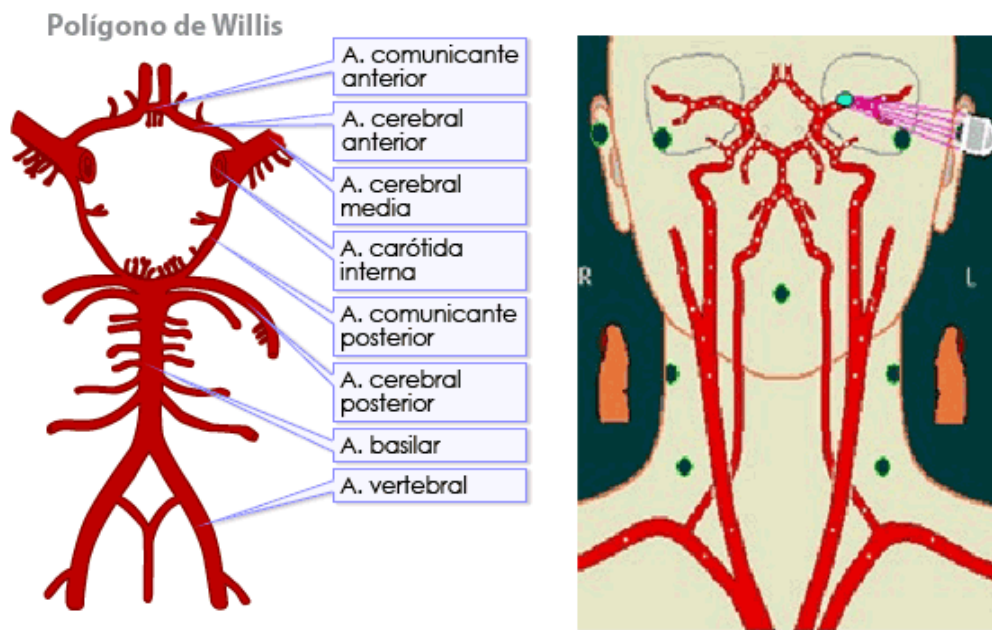 Polígono de Willis
A. comunicante
anterior
A. cerebral
anterior
A. cerebral
media
A. carótida
interna
A. comunicante
posterior
A. cerebral
posterior
A. basilar
A. vertebral
R
L